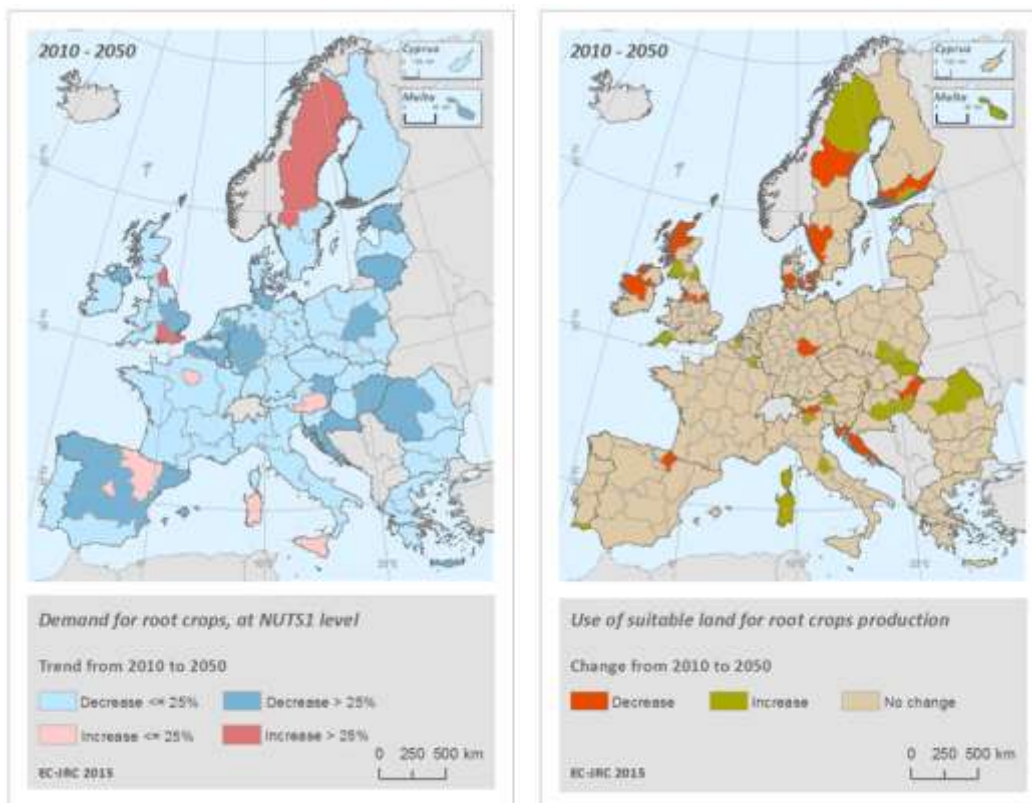 2010 - 2050
Cyprus
Malta
Demand for root crops, at NUTS1 level
Trend from 2010 to 2050
Decrease <= 25%
Decrease > 25%
Increase <= 25%
Increase > 25%
0 250 500 km
EC-JRC 2015
2010 - 2050
Cyprus
Malta
Use of suitable land for root crops production
Change from 2010 to 2050
Decrease
Increase
No change
0 250 500 km
EC-JRC 2015